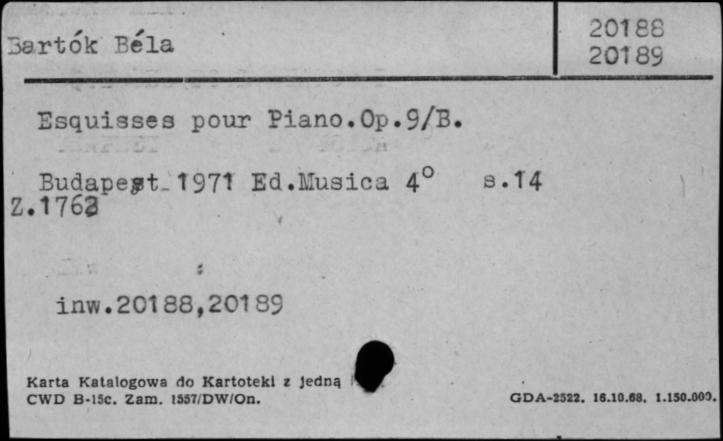 Bartók Béla
20188
20189
Esquisses pour Piano.Op.9/B.
Budapest 1971 Ed.Musica 4° s.14
Z.1762
inw.20188,20189
Karta Katalogowa do Kartoteki z jedną
CWD B-15c. Zam. 1557/DW/On.
GDA-2522. 16.10.68. 1.150.000.